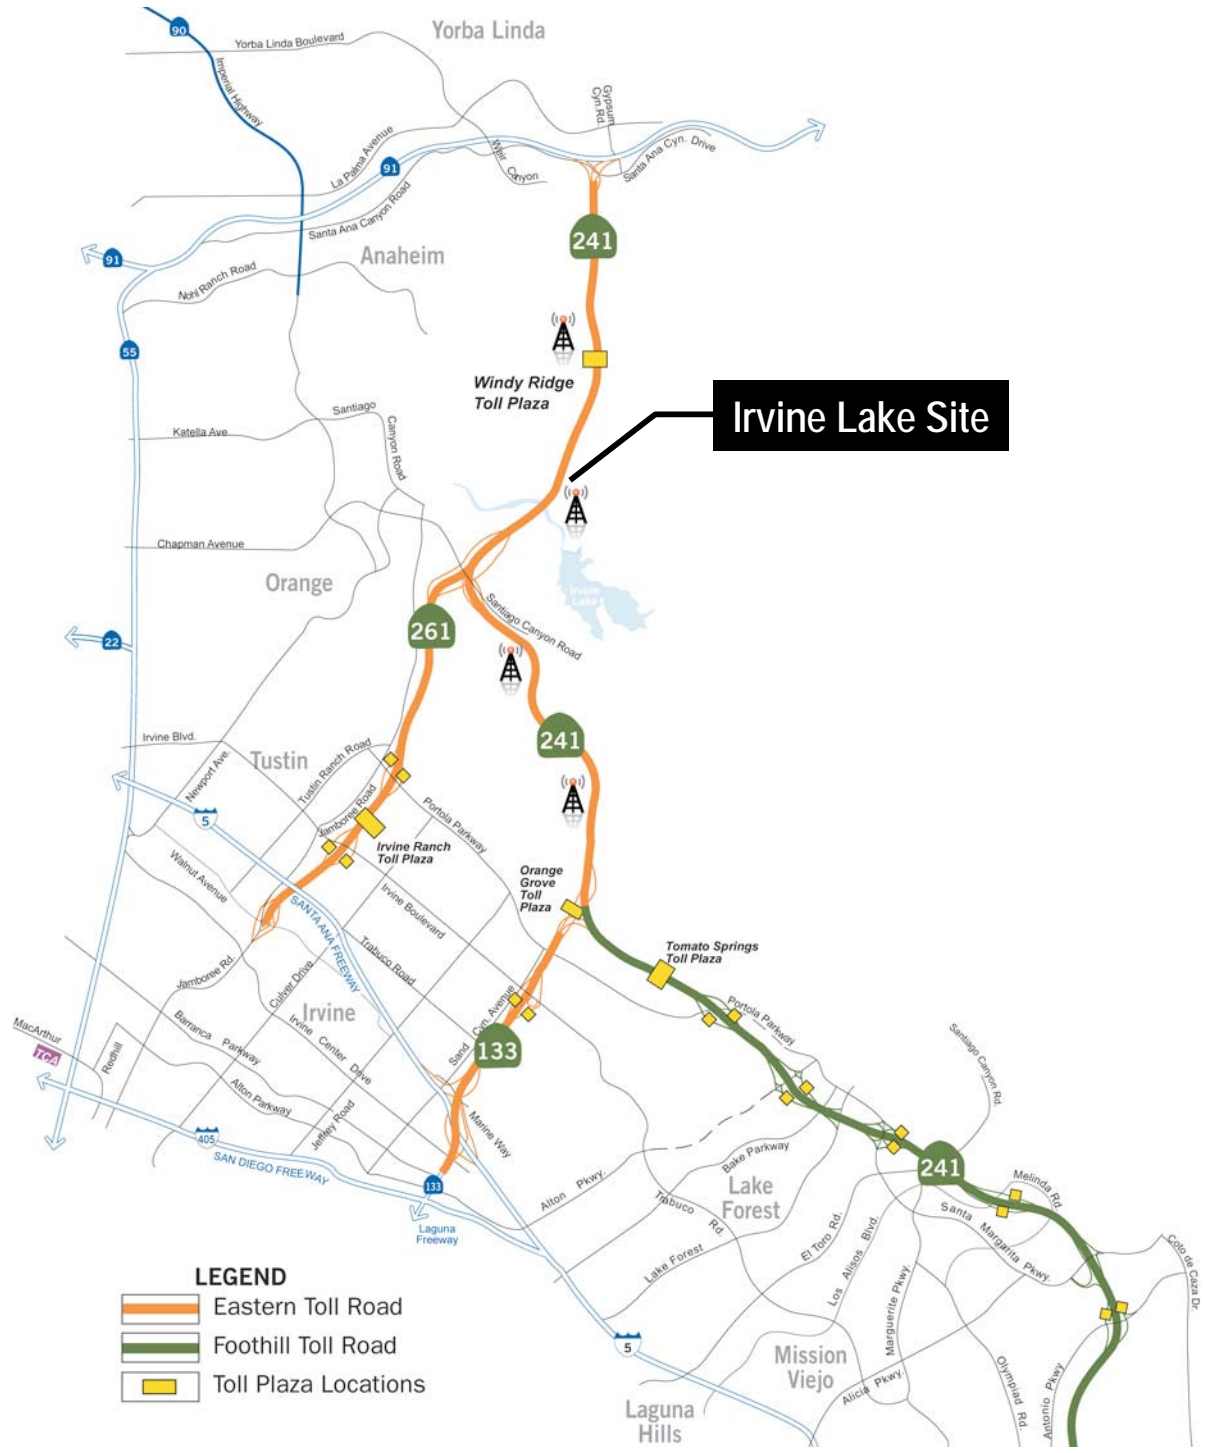 90
Yorba Linda
Yorba Linda Boulevard
Imperial Highway
Gypsum
Cyn.Rd.
La Palma Avenue
91
Weir
Canyon
Santa Ana Cyn. Drive
Santa Ana Canyon Road
241
91
Anaheim
Nohl Ranch Road
55
Windy Ridge
Toll Plaza
Irvine Lake Site
Santiago
Canyon Road
Katella Ave
Chapman Avenue
Orange
Irvine
Lake
Santiago Canyon Road
261
22
241
Irvine Blvd.
Newport Ave.
Tustin
Tustin Ranch Road
Jamboree Road
5
Portola Parkway
Irvine Ranch
Toll Plaza
Walnut Avenue
Orange
Grove
Toll
Plaza
SANTA ANA FREEWAY
Irvine Boulevard
Trabuco Road
Tomato Springs
Toll Plaza
Jamboree Rd.
Culver Drive
Irvine
Sand Cyn. Avenue
133
Portola Parkway
MacArthur
TCA
Redhill
Barranca Parkway
Irvine Center Drive
Alton Parkway
Jeffrey Road
Marine Way
Santiago Canyon Rd.
405
SAN DIEGO FREEWAY
133
Laguna
Freeway
Alton Pkwy.
Bake Parkway
Lake
Forest
Trabuco Rd.
241
Melinda Rd.
Santa Margarita Pkwy.
El Toro Rd.
Los Alisos Blvd.
Lake Forest
Marguerite Pkwy.
Coto de Caza Dr.
LEGEND
Eastern Toll Road
Foothill Toll Road
Toll Plaza Locations
5
Mission
Viejo
Alicia Pkwy.
Olympiad Rd.
Antonio Pkwy
Laguna
Hills